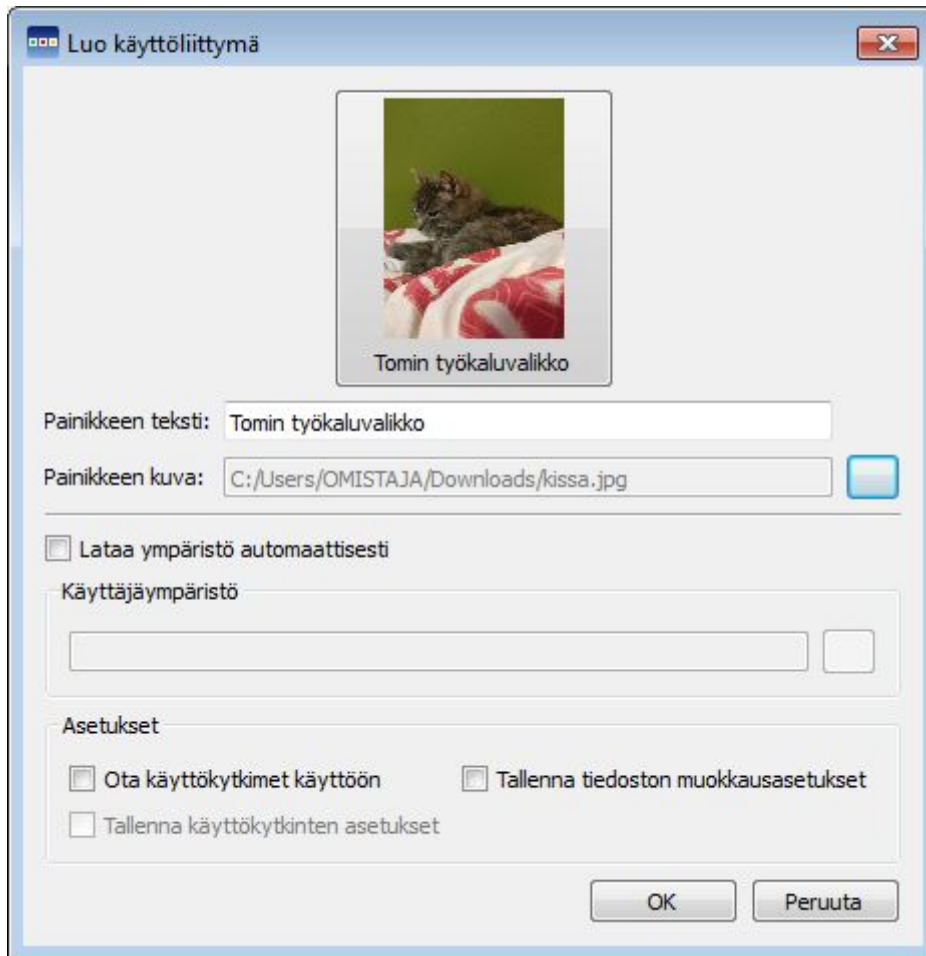 Luo käyttöliittymä
Tomin työkaluvalikko
Painikkeen teksti: Tomin työkaluvalikko
Painikkeen kuva: C:/Users/OMISTAJA/Downloads/kissa.jpg
Lataa ympäristö automaattisesti
Käyttäjäympäristö
Asetukset
Ota käyttökytkimet käyttöön Tallenna tiedoston muokkausasetukset
Tallenna käyttökytkinten asetukset
OK Peruuta